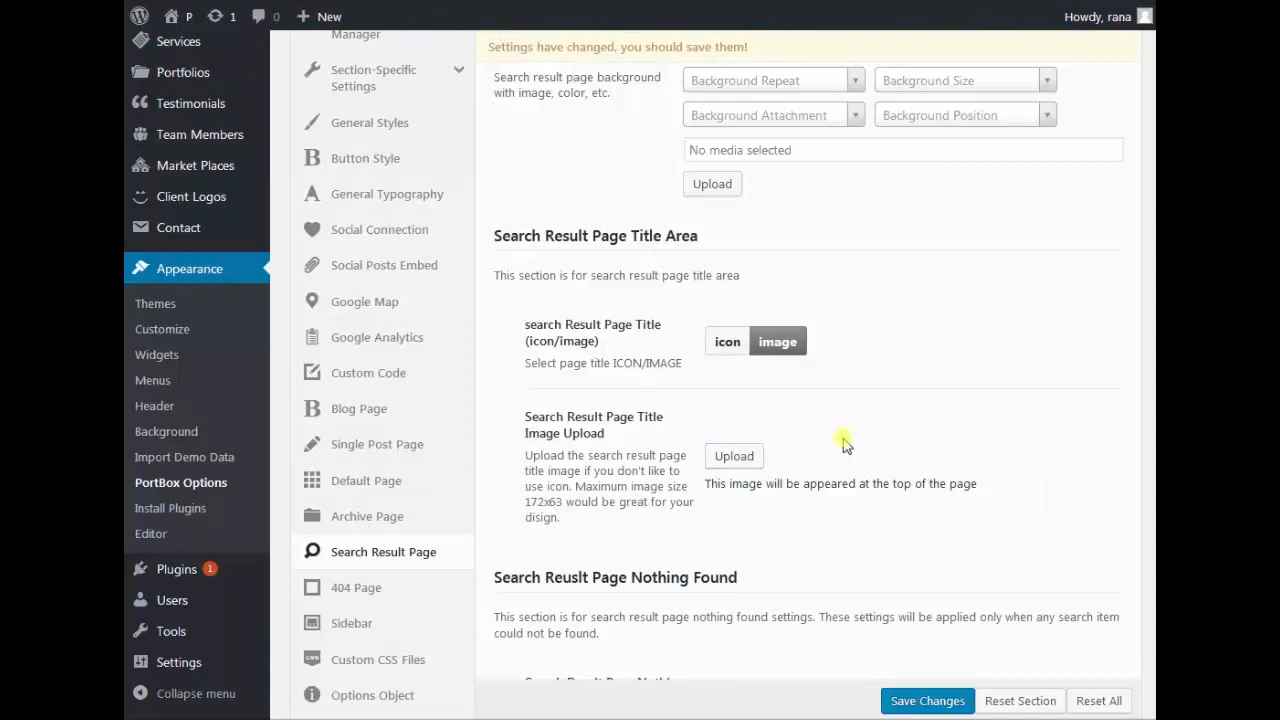 P
1
0
New
Howdy, rana
Services
Portfolios
Testimonials
Team Members
Market Places
Client Logos
Contact
Appearance
Themes
Customize
Widgets
Menus
Header
Background
Import Demo Data
PortBox Options
Install Plugins
Editor
Plugins 1
Users
Tools
Settings
Collapse menu
Manager
Section-Specific
Settings
General Styles
Button Style
General Typography
Social Connection
Social Posts Embed
Google Map
Google Analytics
Custom Code
Blog Page
Single Post Page
Default Page
Archive Page
Search Result Page
404 Page
Sidebar
Custom CSS Files
Options Object
Settings have changed, you should save them!
Search result page background
with image, color, etc.
Background Repeat
Background Size
Background Attachment
Background Position
No media selected
Upload
Search Result Page Title Area
This section is for search result page title area
search Result Page Title
(icon/image)
Select page title ICON/IMAGE
icon
image
Search Result Page Title
Image Upload
Upload the search result page
title image if you don't like to
use icon. Maximum image size
172x63 would be great for your
disign.
Upload
This image will be appeared at the top of the page
Search Reuslt Page Nothing Found
This section is for search result page nothing found settings. These settings will be applied only when any search item
could not be found.
Save Changes
Reset Section
Reset All